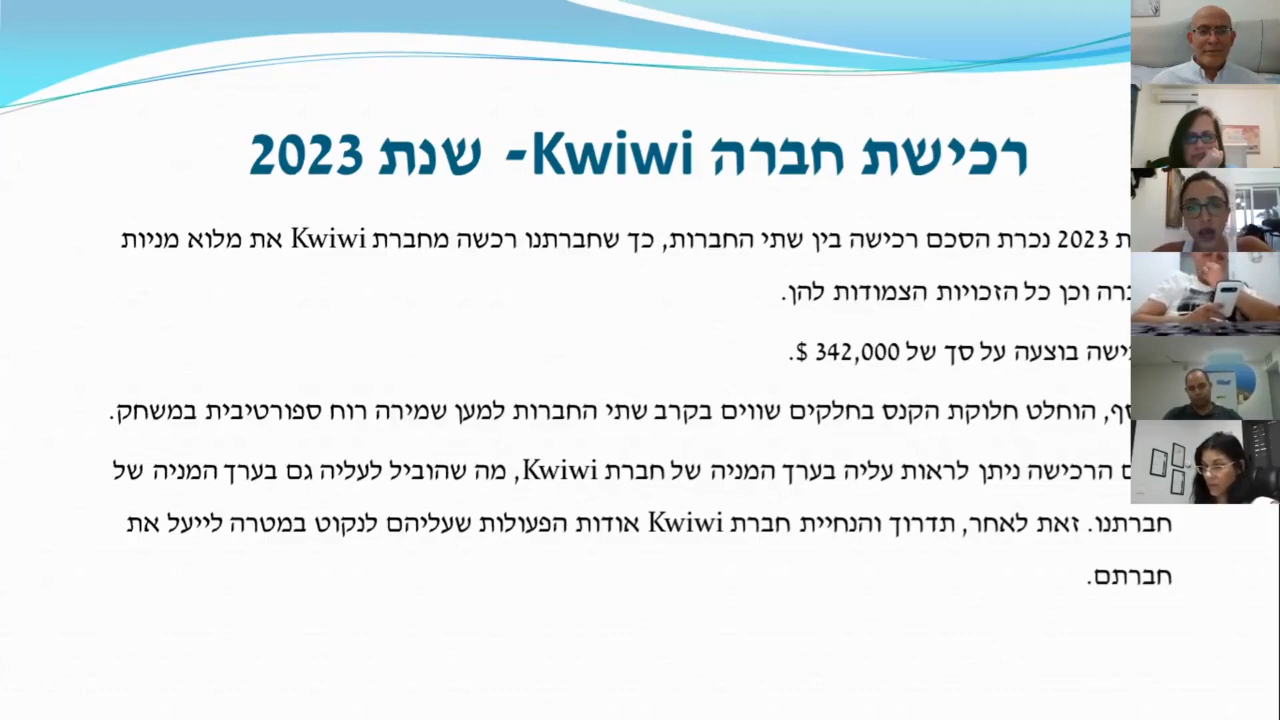 רכישת חברה Kwiwi- שנת 2023
2023 נכרת הסכם רכישה בין שתי החברות, כך שחברתנו רכשה מחברת Kwiwi את מלוא מניות
וכן כל הזכויות הצמודות להן.
בוצעה על סך של 342,000 $.
הוחלט חלוקת הקנס בחלקים שווים בקרב שתי החברות למען שמירה רוח ספורטיבית במשחק.
הרכישה ניתן לראות עליה בערך המניה של חברת Kwiwi, מה שהוביל לעליה גם בערך המניה של
חברתנו. זאת לאחר, תדרוך והנחיית חברת Kwiwi אודות הפעולות שעליהם לנקוט במטרה לייעל את
חברתם.